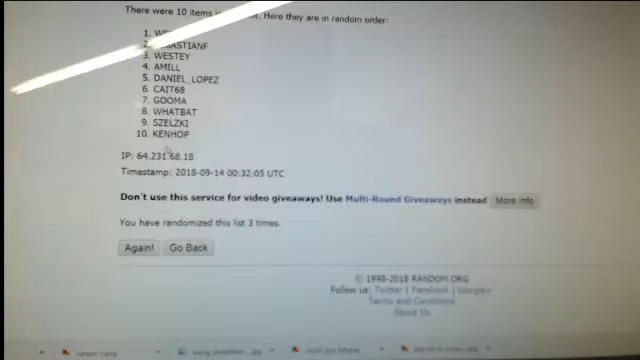 There were 10 items in Here they are in random order:
1.
2. SEBASTIANF
3. WESTEY
4. AMILL
5. DANIEL_LOPEZ
6. CAIT68
7. GOOMA
8. WHATBAT
9. SZELZKI
10. KENHOP
IP: 64.231.68.18
Timestamp: 2018-09-14 00:32:05 UTC
Don't use this service for video giveaways! Use Multi-Round Giveaways instead More info
You have randomized this list 3 times.
Again! Go Back
© 1998-2018 RANDOM.ORG
Follow us: Twitter | Facebook | Google+
Terms and Conditions
About Us